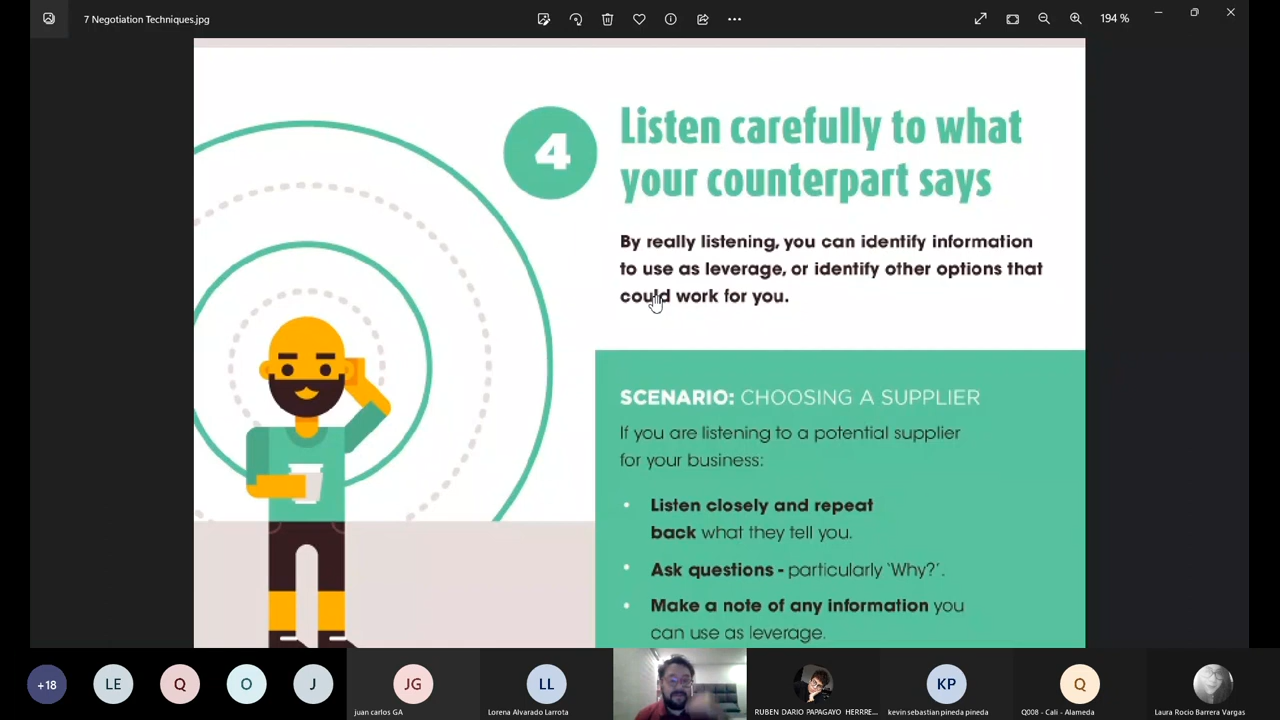 7 Negotiation Techniques.jpg
194 %
4
Listen carefully to what
your counterpart says
By really listening, you can identify information
to use as leverage, or identify other options that
could work for you.
SCENARIO: CHOOSING A SUPPLIER
If you are listening to a potential supplier
for your business:
• Listen closely and repeat
back what they tell you.
• Ask questions - particularly ‘Why?’.
• Make a note of any information you
can use as leverage.
+18
LE
Q
O
J
JG
LL
KP
Q
juan carlos GA
Lorena Alvarado Larrota
RUBEN DARIO PAPAGAYO HERRRE...
kevin sebastian pineda pineda
Q008 - Cali - Alameda
Laura Rocio Barrera Vargas